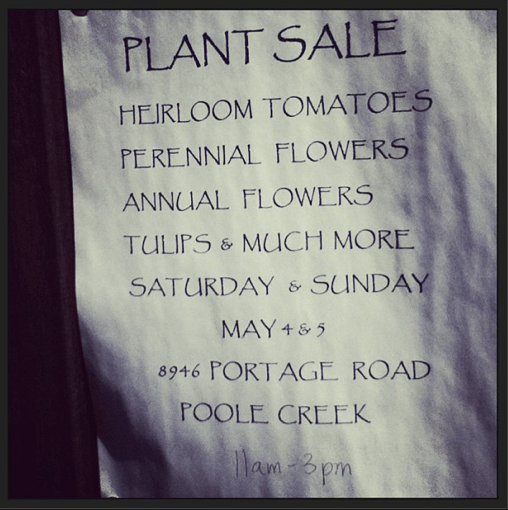 PLANT SALE
HEIRLOOM TOMATOES
PERENNIAL FLOWERS
ANNUAL FLOWERS
TULIPS & MUCH MORE
SATURDAY & SUNDAY
MAY 4 & 5
8946 PORTAGE ROAD
POOLE CREEK
11am - 3pm